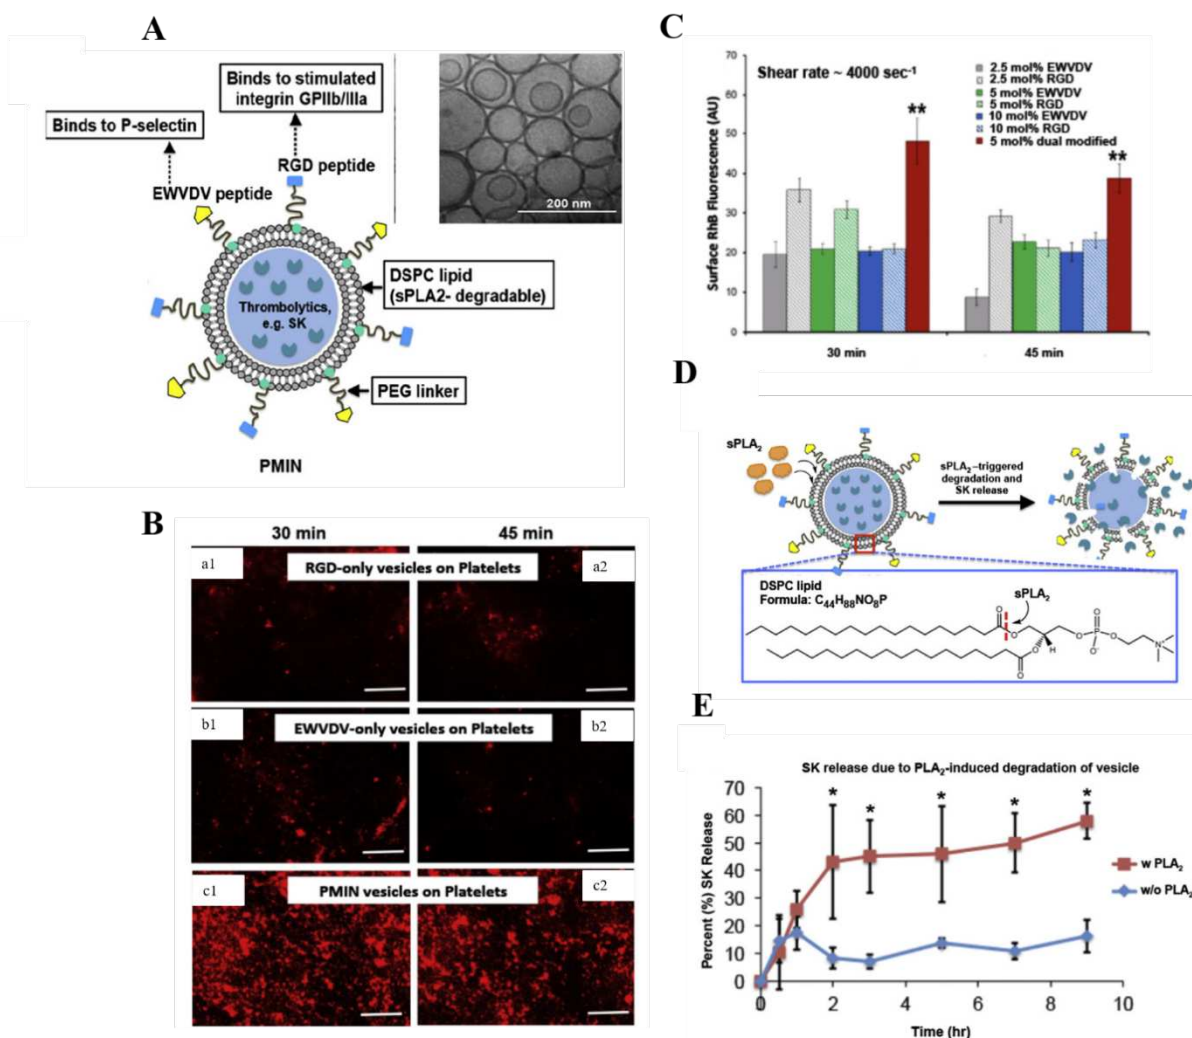 A
Binds to stimulated
integrin GPIIb/IIIa
Binds to P-selectin
RGD peptide
EWVDV peptide
200 nm
DSPC lipid
(sPLA2- degradable)
Thrombolytics,
e.g. SK
PEG linker
PMIN
B
30 min
45 min
a1
RGD-only vesicles on Platelets
a2
b1
EWVDV-only vesicles on Platelets
b2
c1
PMIN vesicles on Platelets
c2
C
Shear rate ~ 4000 sec⁻¹
2.5 mol% EWVDV
2.5 mol% RGD
5 mol% EWVDV
5 mol% RGD
10 mol% EWVDV
10 mol% RGD
5 mol% dual modified
**
**
Surface RhB Fluorescence (AU)
70
60
50
40
30
20
10
0
30 min
45 min
D
sPLA₂
sPLA₂–triggered
degradation and
SK release
DSPC lipid
Formula: C₄₄H₈₈NO₈P
sPLA₂
O
O
O
O
H
O
O
P
O
O⁻
N⁺
E
SK release due to PLA₂-induced degradation of vesicle
Percent (%) SK Release
70
60
50
40
30
20
10
0
* * * * *
w PLA₂
w/o PLA₂
0 2 4 6 8 10
Time (hr)